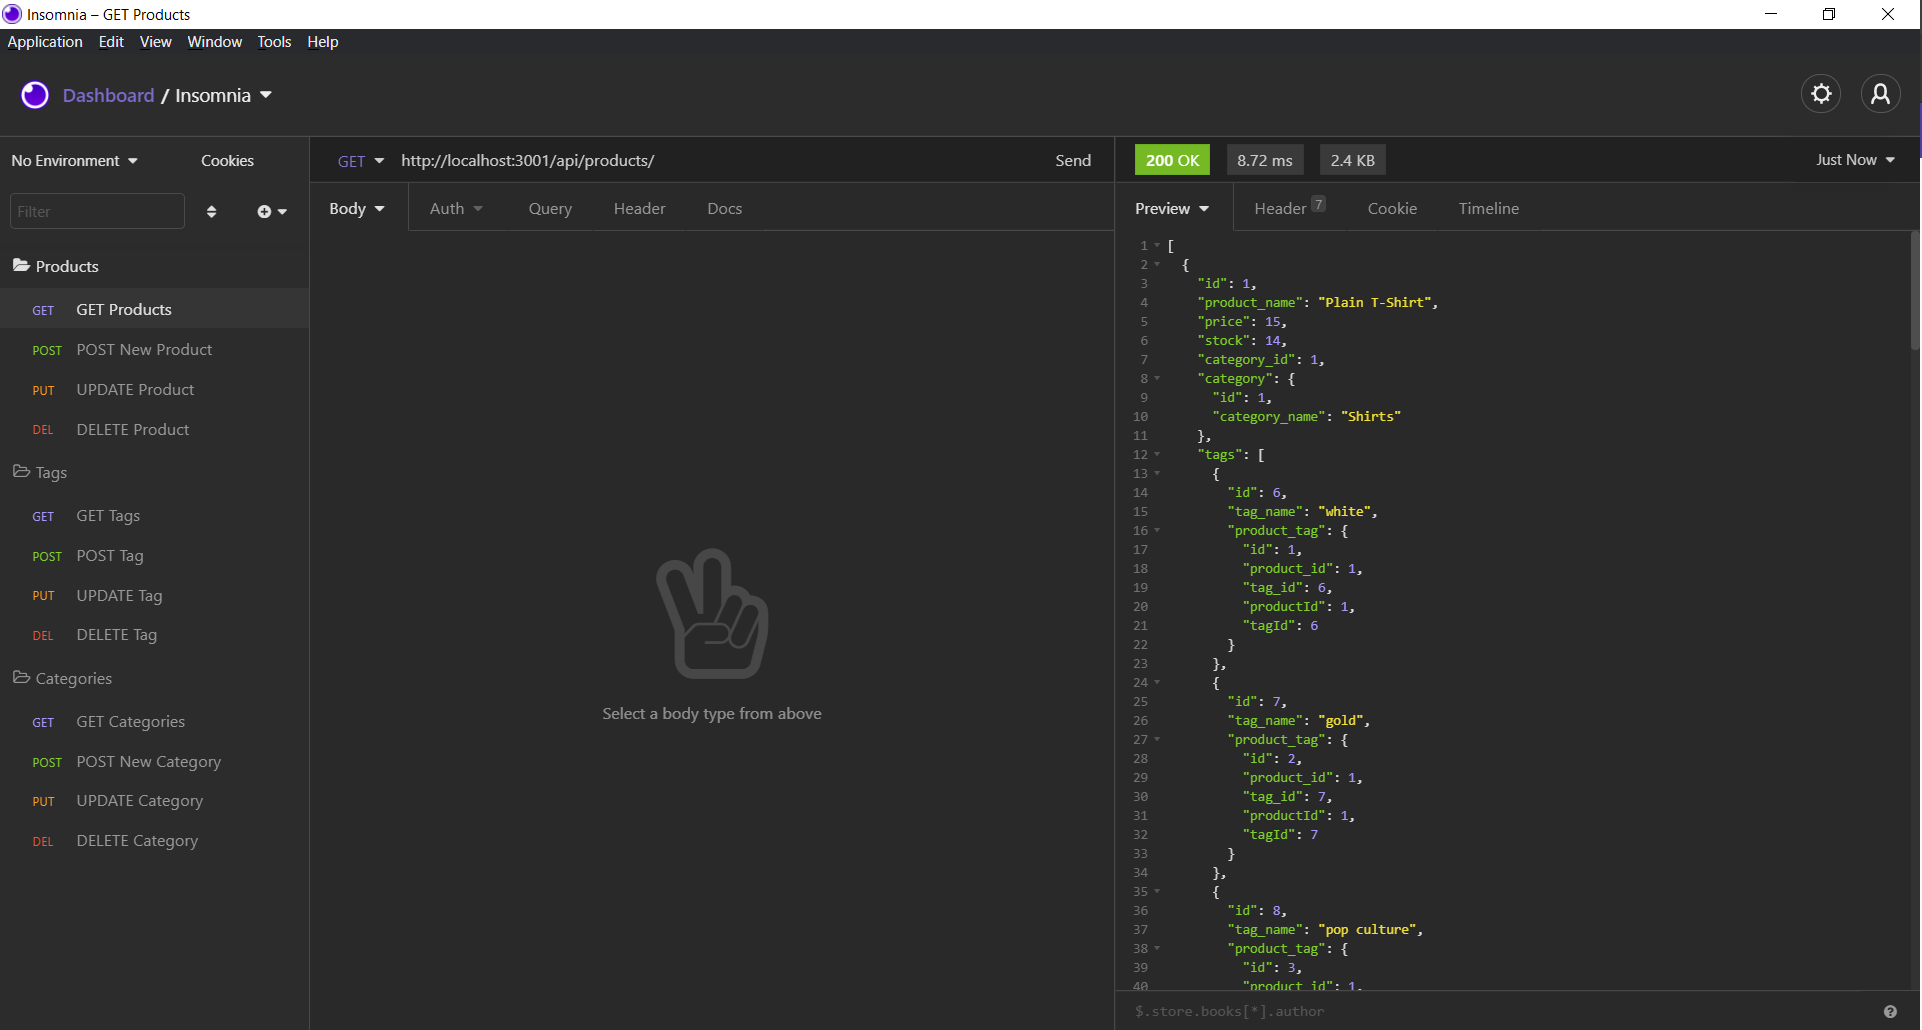 Insomnia – GET Products
Application Edit View Window Tools Help
Dashboard / Insomnia
No Environment Cookies
Filter
Products
GET GET Products
POST POST New Product
PUT UPDATE Product
DEL DELETE Product
Tags
GET GET Tags
POST POST Tag
PUT UPDATE Tag
DEL DELETE Tag
Categories
GET GET Categories
POST POST New Category
PUT UPDATE Category
DEL DELETE Category
GET http://localhost:3001/api/products/ Send
Body Auth Query Header Docs
Select a body type from above
200 OK 8.72 ms 2.4 KB Just Now
Preview Header 7 Cookie Timeline
1 [
2 {
3 "id": 1,
4 "product_name": "Plain T-Shirt",
5 "price": 15,
6 "stock": 14,
7 "category_id": 1,
8 "category": {
9 "id": 1,
10 "category_name": "Shirts"
11 },
12 "tags": [
13 {
14 "id": 6,
15 "tag_name": "white",
16 "product_tag": {
17 "id": 1,
18 "product_id": 1,
19 "tag_id": 6,
20 "productId": 1,
21 "tagId": 6
22 }
23 },
24 {
25 "id": 7,
26 "tag_name": "gold",
27 "product_tag": {
28 "id": 2,
29 "product_id": 1,
30 "tag_id": 7,
31 "productId": 1,
32 "tagId": 7
33 }
34 },
35 {
36 "id": 8,
37 "tag_name": "pop culture",
38 "product_tag": {
39 "id": 3,
40 "product_id": 1,
$.store.books[*].author